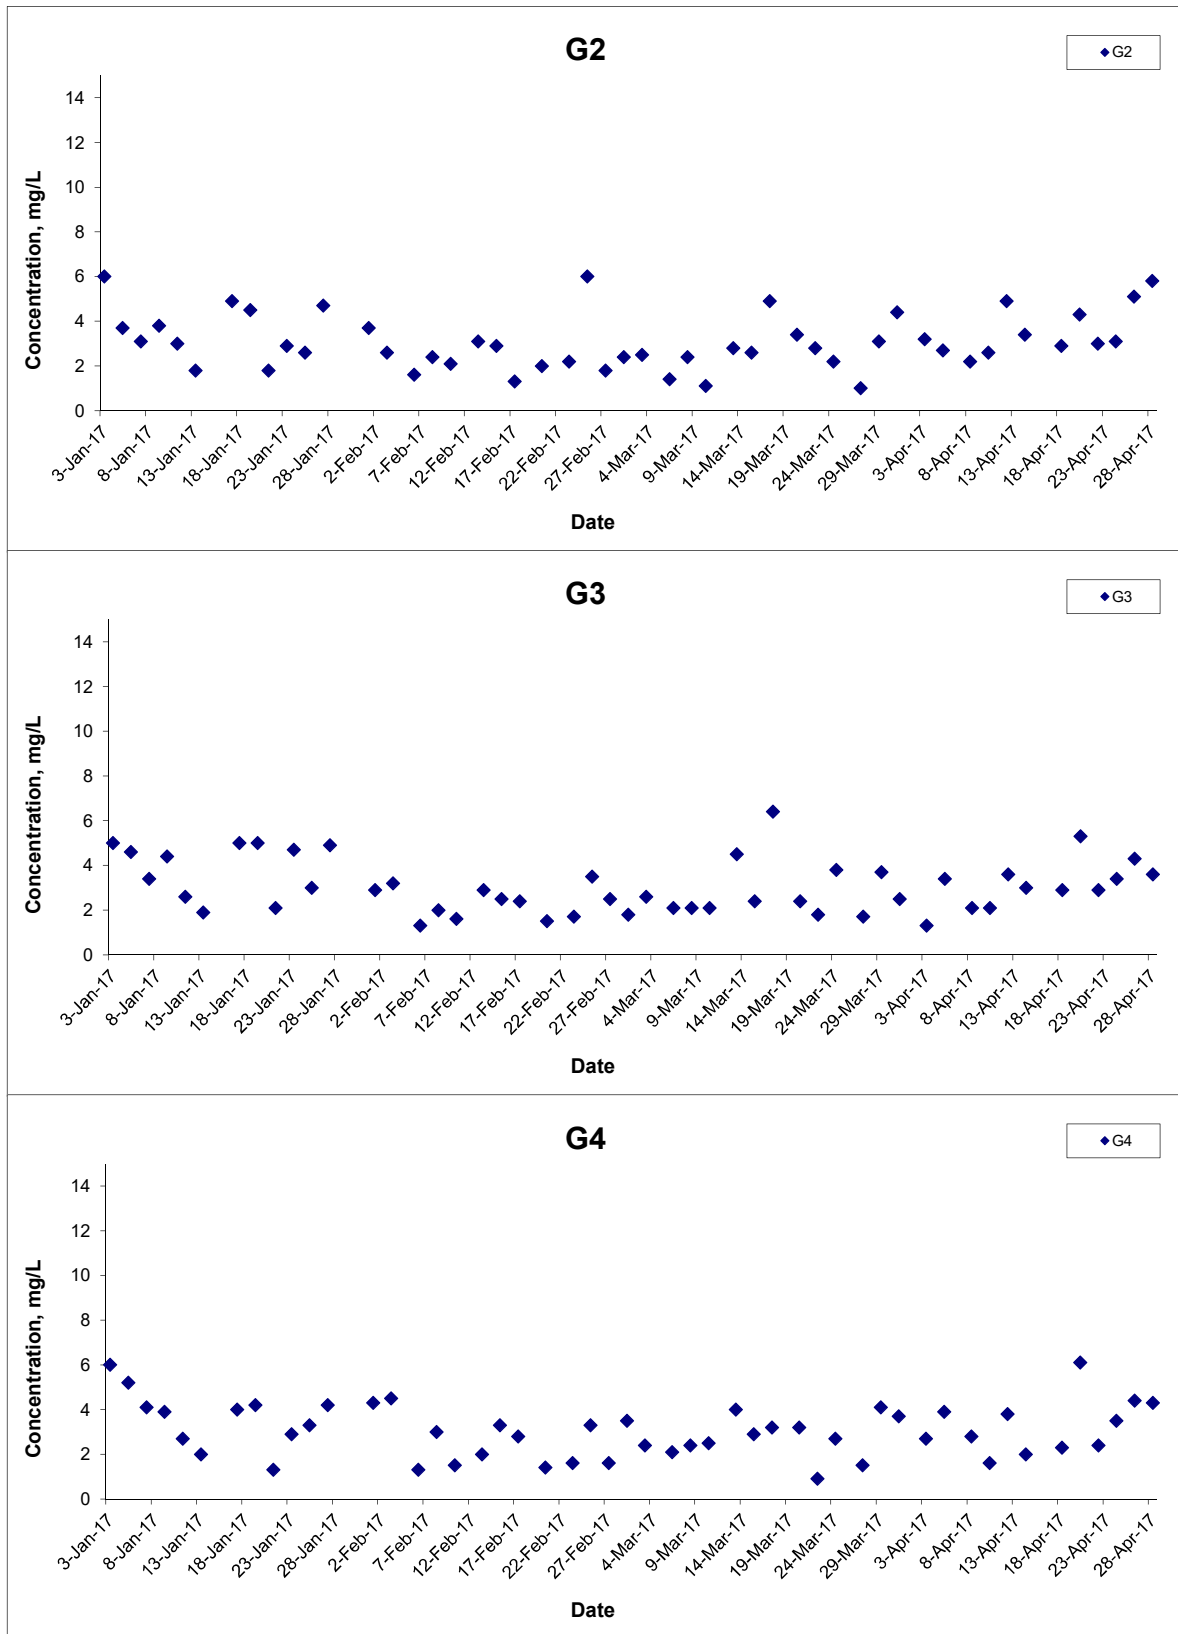 G2
G2
14
12
10
8
6
4
2
0
Concentration, mg/L
3-Jan-17
8-Jan-17
13-Jan-17
18-Jan-17
23-Jan-17
28-Jan-17
2-Feb-17
7-Feb-17
12-Feb-17
17-Feb-17
22-Feb-17
27-Feb-17
4-Mar-17
9-Mar-17
14-Mar-17
19-Mar-17
24-Mar-17
29-Mar-17
3-Apr-17
8-Apr-17
13-Apr-17
18-Apr-17
23-Apr-17
28-Apr-17
Date
G3
G3
14
12
10
8
6
4
2
0
Concentration, mg/L
3-Jan-17
8-Jan-17
13-Jan-17
18-Jan-17
23-Jan-17
28-Jan-17
2-Feb-17
7-Feb-17
12-Feb-17
17-Feb-17
22-Feb-17
27-Feb-17
4-Mar-17
9-Mar-17
14-Mar-17
19-Mar-17
24-Mar-17
29-Mar-17
3-Apr-17
8-Apr-17
13-Apr-17
18-Apr-17
23-Apr-17
28-Apr-17
Date
G4
G4
14
12
10
8
6
4
2
0
Concentration, mg/L
3-Jan-17
8-Jan-17
13-Jan-17
18-Jan-17
23-Jan-17
28-Jan-17
2-Feb-17
7-Feb-17
12-Feb-17
17-Feb-17
22-Feb-17
27-Feb-17
4-Mar-17
9-Mar-17
14-Mar-17
19-Mar-17
24-Mar-17
29-Mar-17
3-Apr-17
8-Apr-17
13-Apr-17
18-Apr-17
23-Apr-17
28-Apr-17
Date